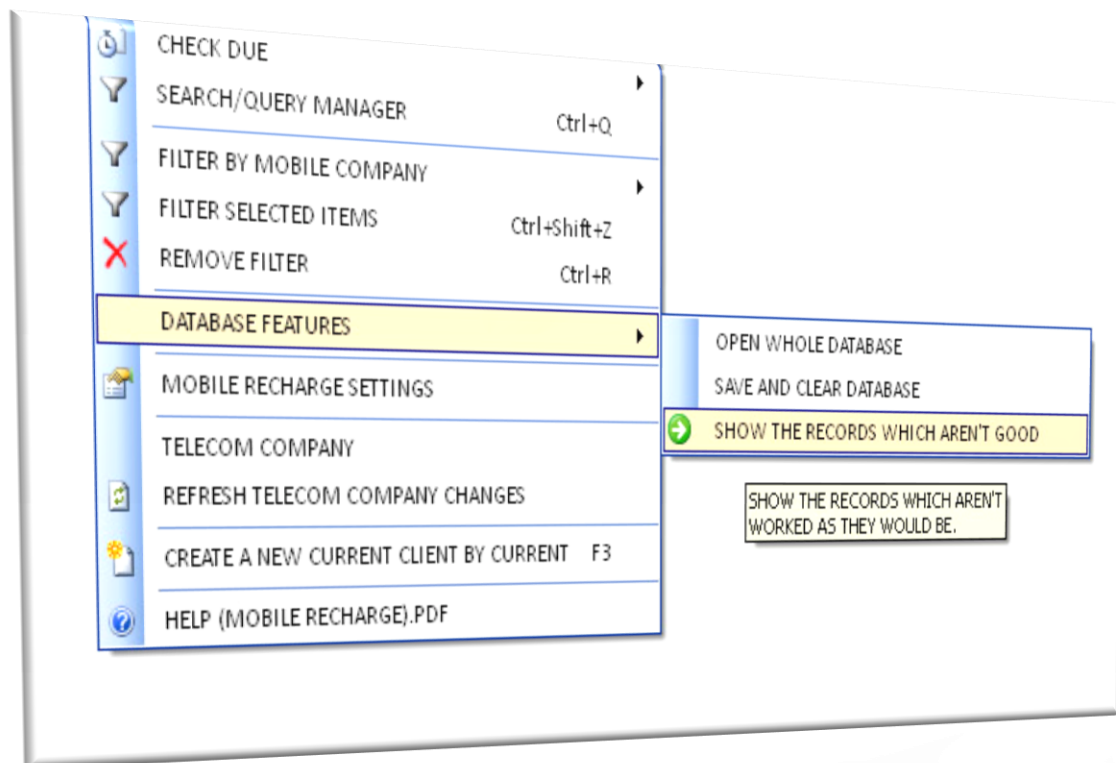 CHECK DUE
SEARCH/QUERY MANAGER Ctrl+Q
FILTER BY MOBILE COMPANY
FILTER SELECTED ITEMS Ctrl+Shift+Z
REMOVE FILTER Ctrl+R
DATABASE FEATURES
MOBILE RECHARGE SETTINGS
TELECOM COMPANY
REFRESH TELECOM COMPANY CHANGES
CREATE A NEW CURRENT CLIENT BY CURRENT F3
HELP (MOBILE RECHARGE).PDF
OPEN WHOLE DATABASE
SAVE AND CLEAR DATABASE
SHOW THE RECORDS WHICH AREN'T GOOD
SHOW THE RECORDS WHICH AREN'T
WORKED AS THEY WOULD BE.